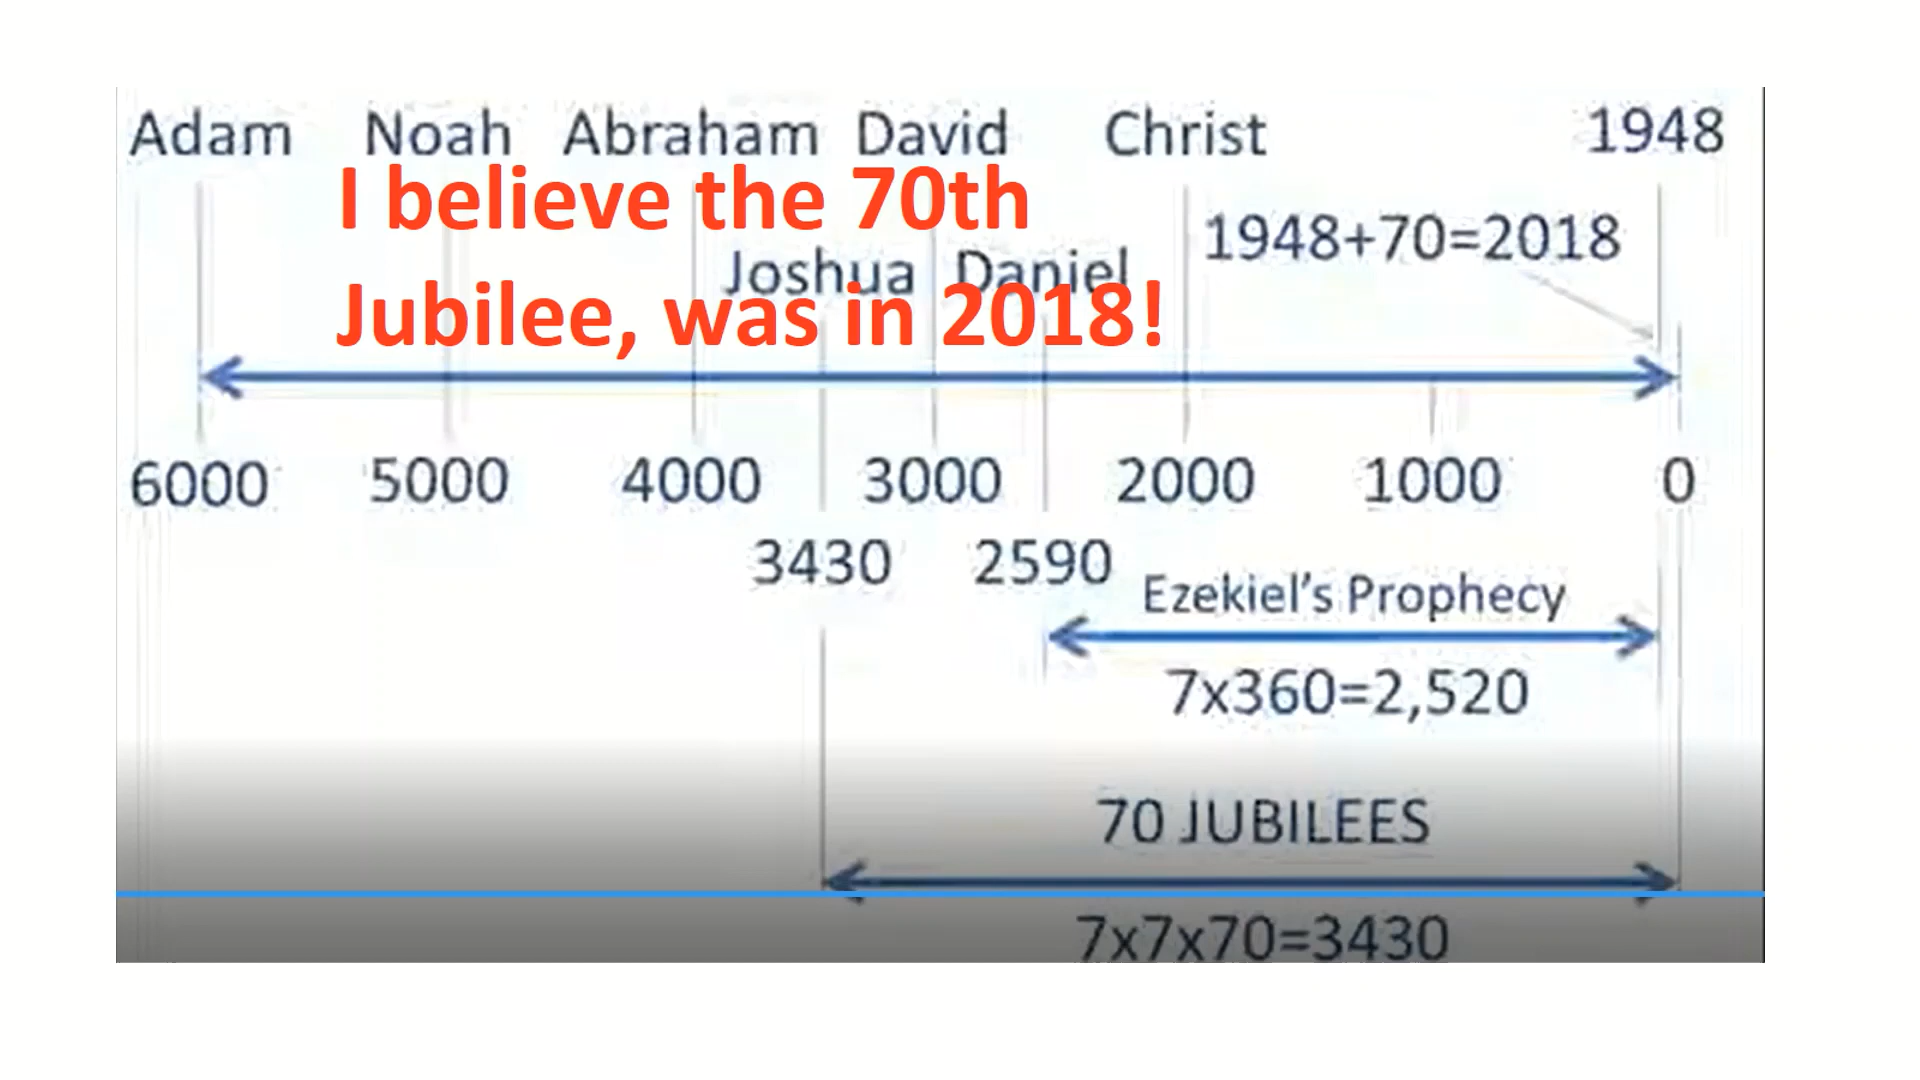 Adam Noah Abraham David Christ 1948
I believe the 70th
1948+70=2018
Joshua Daniel
Jubilee, was in 2018!
6000 5000 4000 3000 2000 1000 0
3430 2590
Ezekiel's Prophecy
7x360=2,520
70 JUBILEES
7x7x70=3430